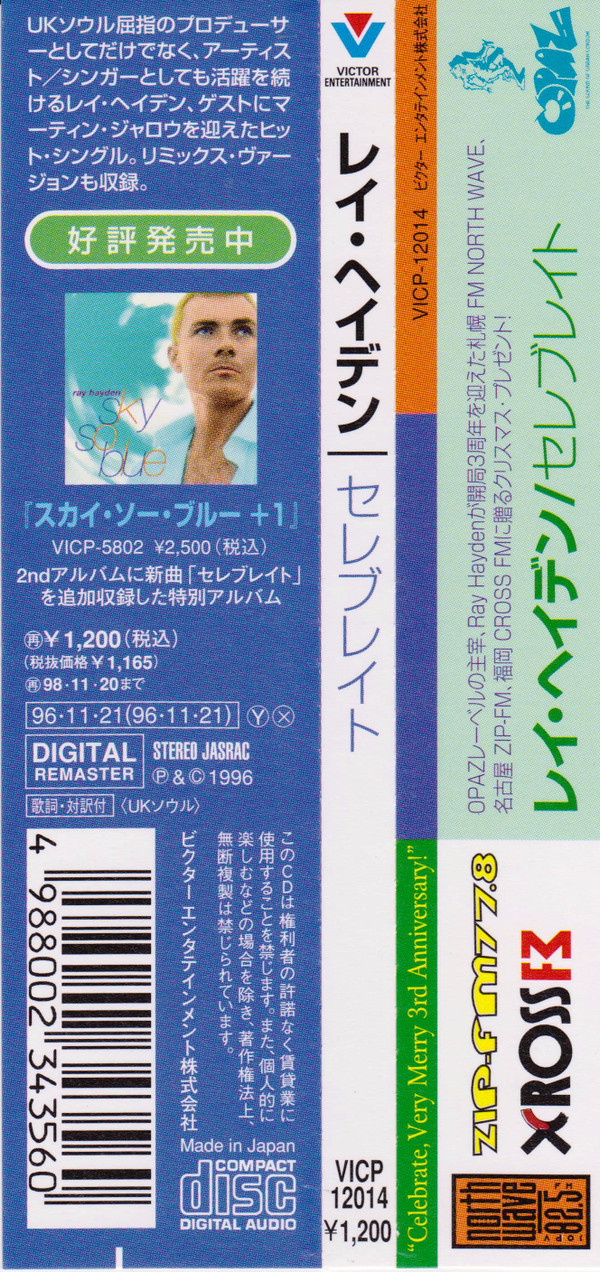 UKソウル屈指のプロデューサ
ーとしてだけでなく、アーティス
ト/シンガーとしても活躍を続
けるレイ・ヘイデン、ゲストにマ
ーティン・ジャロウを迎えたヒッ
ト・シングル。リミックス・ヴァー
ジョンも収録。
好評発売中
ray hayden
sky
so
blue
『スカイ・ソー・ブルー +1』
VICP-5802 ¥2,500(税込)
2ndアルバムに新曲「セレブレイト」
を追加収録した特別アルバム
再¥1,200(税込)
(税抜価格¥1,165)
再98・11・20まで
96・11・21(96・11・21) Y X
DIGITAL
REMASTER
STEREO JASRAC
Ⓟ&©1996
歌詞・対訳付〈UKソウル〉
4 988002 343560
このCDは権利者の許諾なく賃貸業に
使用することを禁じます。また、個人的に
楽しむなどの場合を除き、著作権法上、
無断複製は禁じられています。
ビクターエンタテインメント株式会社
Made in Japan
COMPACT
disc
DIGITAL AUDIO
VICTOR
ENTERTAINMENT
レイ・ヘイデン
セレブレイト
VICP
12014
¥1,200
VICP-12014 ビクター エンタテインメント株式会社
"Celebrate, Very Merry 3rd Anniversary!"
OPAZ
OPAZレーベルの主宰、Ray Haydenが開局3周年を迎えた札幌 FM NORTH WAVE、
名古屋 ZIP-FM、福岡 CROSS FMに贈るクリスマス・プレゼント!
レイ・ヘイデン/セレブレイト
ZIP-FM77.8
XROSS FM
north
wave
FM
82.5
JOPV